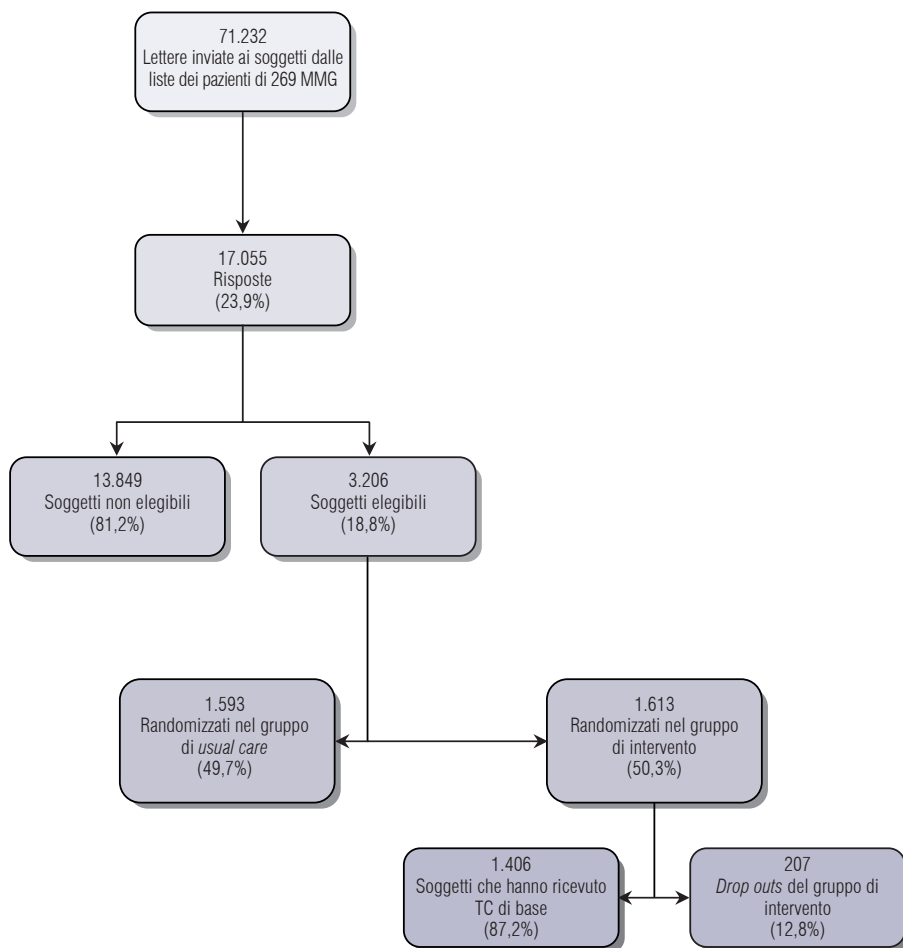 71.232
Lettere inviate ai soggetti dalle
liste dei pazienti di 269 MMG
17.055
Risposte
(23,9%)
13.849
Soggetti non elegibili
(81,2%)
3.206
Soggetti elegibili
(18,8%)
1.593
Randomizzati nel gruppo
di usual care
(49,7%)
1.613
Randomizzati nel gruppo
di intervento
(50,3%)
1.406
Soggetti che hanno ricevuto
TC di base
(87,2%)
207
Drop outs del gruppo di
intervento
(12,8%)